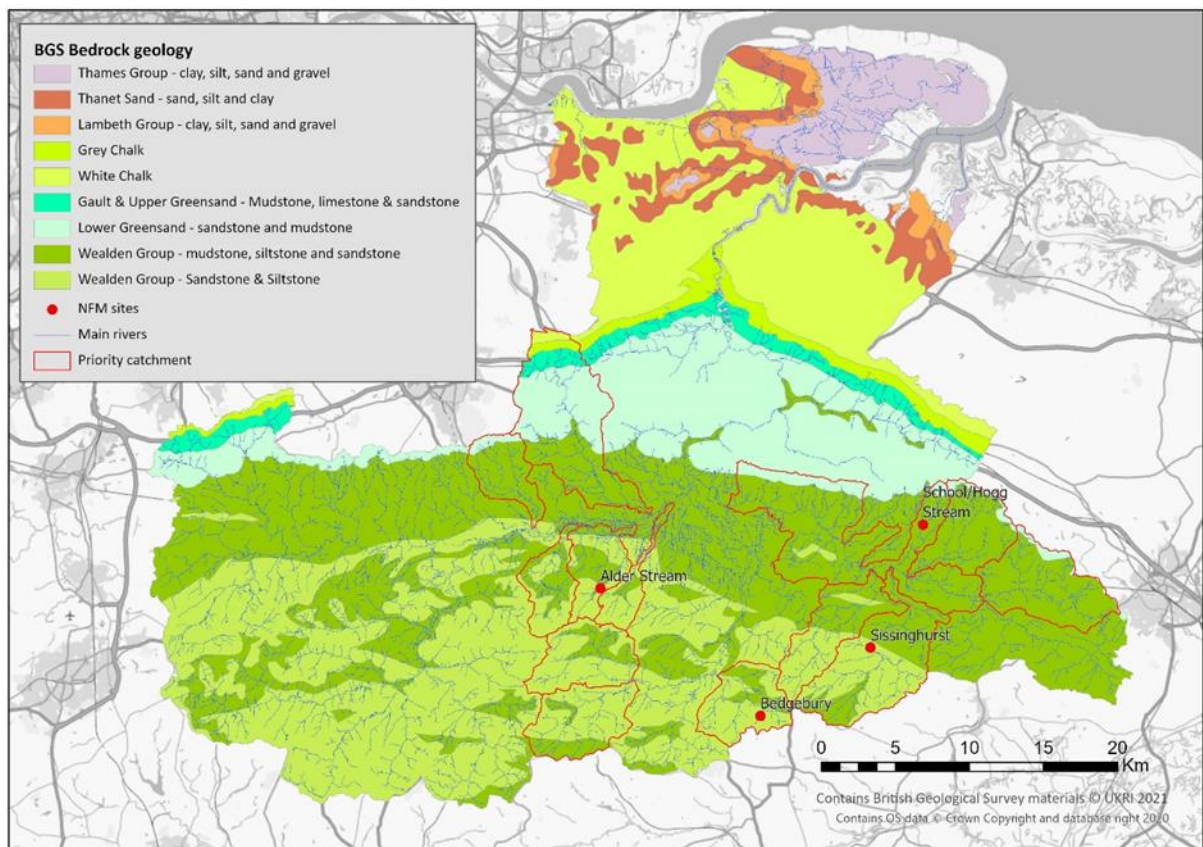 BGS Bedrock geology
Thames Group - clay, silt, sand and gravel
Thanet Sand - sand, silt and clay
Lambeth Group - clay, silt, sand and gravel
Grey Chalk
White Chalk
Gault & Upper Greensand - Mudstone, limestone & sandstone
Lower Greensand - sandstone and mudstone
Wealden Group - mudstone, siltstone and sandstone
Wealden Group - Sandstone & Siltstone
NFM sites
Main rivers
Priority catchment
School/Hogg
Stream
Alder Stream
Sissinghurst
Bedgebury
0 5 10 15 20
Km
Contains British Geological Survey materials © UKRI 2021
Contains OS data © Crown Copyright and database right 2020